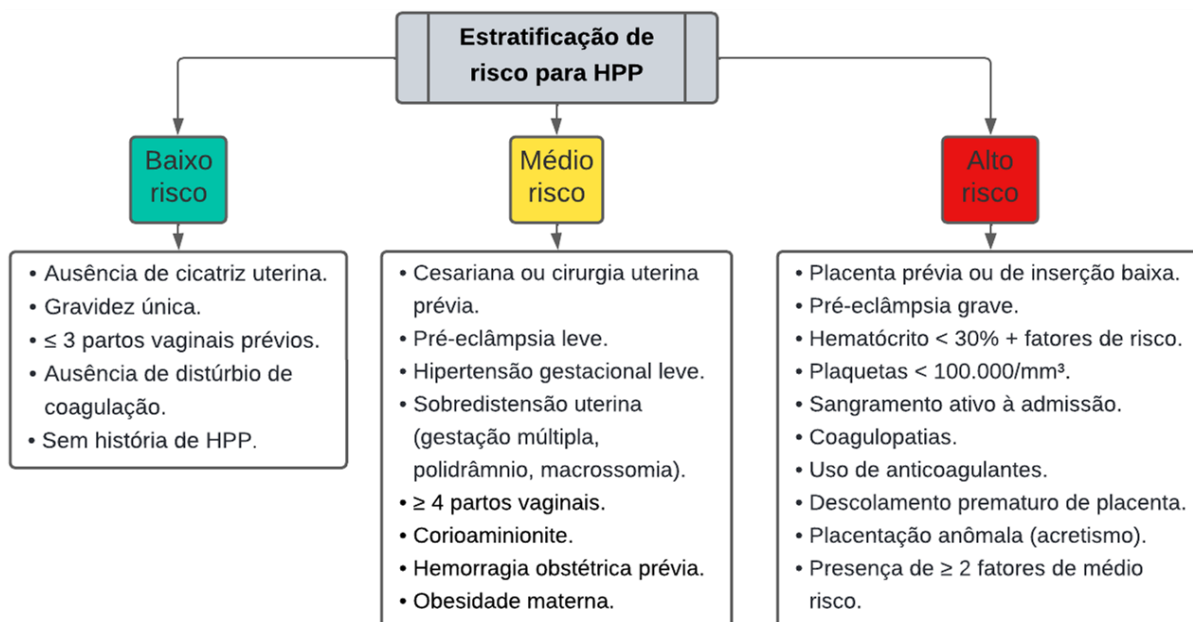 Estratificação de
risco para HPP
Baixo
risco
• Ausência de cicatriz uterina.
• Gravidez única.
• ≤ 3 partos vaginais prévios.
• Ausência de distúrbio de
coagulação.
• Sem história de HPP.
Médio
risco
• Cesariana ou cirurgia uterina
prévia.
• Pré-eclâmpsia leve.
• Hipertensão gestacional leve.
• Sobredistensão uterina
(gestação múltipla,
polidrâmnio, macrossomia).
• ≥ 4 partos vaginais.
• Corioaminionite.
• Hemorragia obstétrica prévia.
• Obesidade materna.
Alto
risco
• Placenta prévia ou de inserção baixa.
• Pré-eclâmpsia grave.
• Hematócrito < 30% + fatores de risco.
• Plaquetas < 100.000/mm³.
• Sangramento ativo à admissão.
• Coagulopatias.
• Uso de anticoagulantes.
• Descolamento prematuro de placenta.
• Placentação anômala (acretismo).
• Presença de ≥ 2 fatores de médio
risco.